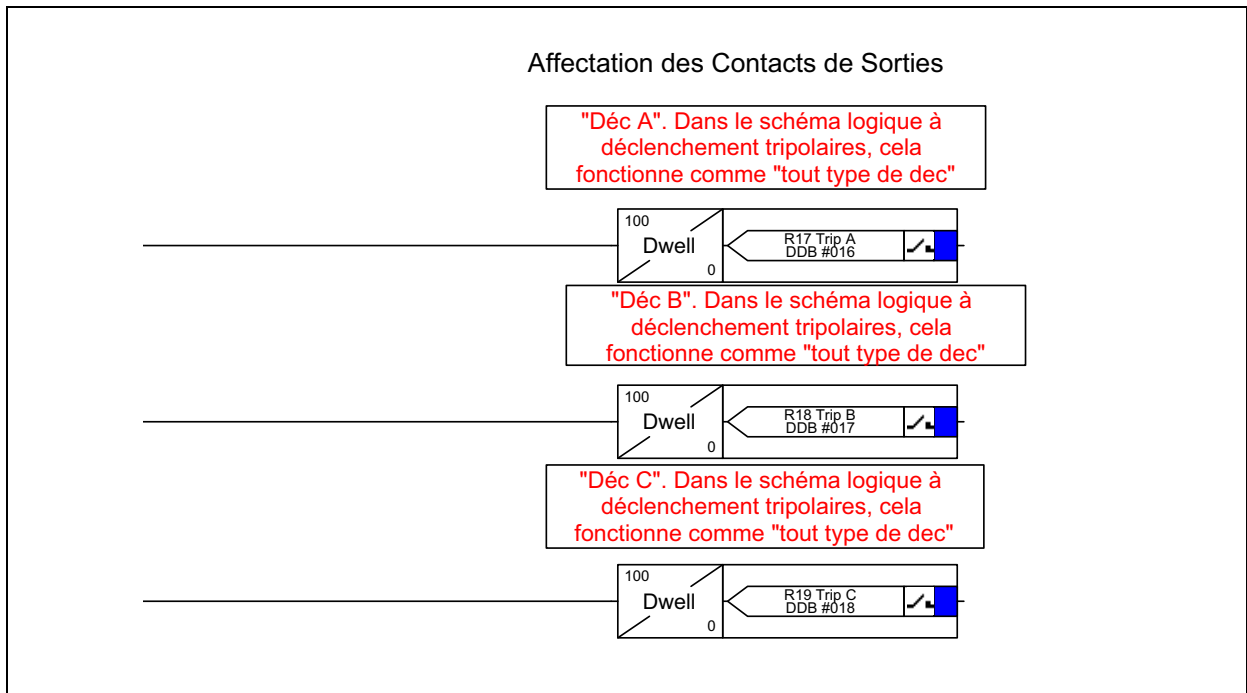 Affectation des Contacts de Sorties
"Déc A". Dans le schéma logique à
déclenchement tripolaires, cela
fonctionne comme "tout type de dec"
100
Dwell
0
R17 Trip A
DDB #016
"Déc B". Dans le schéma logique à
déclenchement tripolaires, cela
fonctionne comme "tout type de dec"
100
Dwell
0
R18 Trip B
DDB #017
"Déc C". Dans le schéma logique à
déclenchement tripolaires, cela
fonctionne comme "tout type de dec"
100
Dwell
0
R19 Trip C
DDB #018